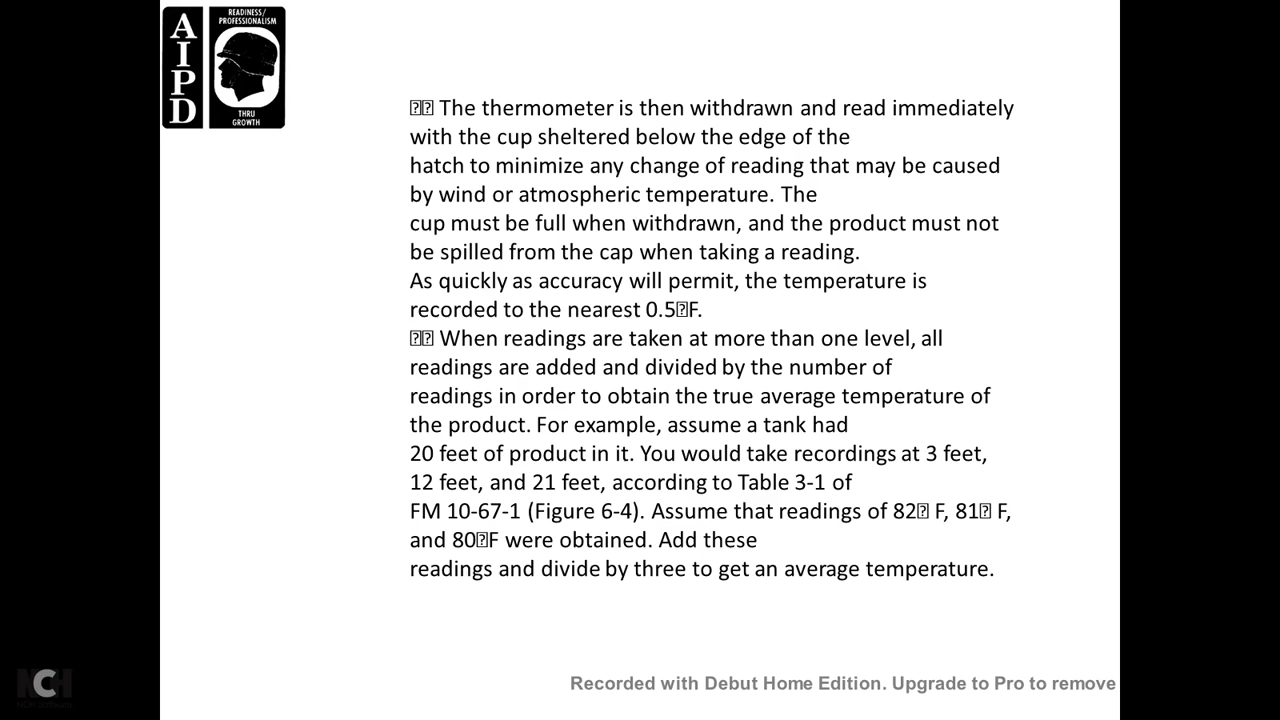 AIPD
READINESS/
PROFESSIONALISM
THRU
GROWTH
The thermometer is then withdrawn and read immediately
with the cup sheltered below the edge of the
hatch to minimize any change of reading that may be caused
by wind or atmospheric temperature. The
cup must be full when withdrawn, and the product must not
be spilled from the cap when taking a reading.
As quickly as accuracy will permit, the temperature is
recorded to the nearest 0.5�F.
When readings are taken at more than one level, all
readings are added and divided by the number of
readings in order to obtain the true average temperature of
the product. For example, assume a tank had
20 feet of product in it. You would take recordings at 3 feet,
12 feet, and 21 feet, according to Table 3-1 of
FM 10-67-1 (Figure 6-4). Assume that readings of 82� F, 81� F,
and 80�F were obtained. Add these
readings and divide by three to get an average temperature.
NCH
Recorded with Debut Home Edition. Upgrade to Pro to remove